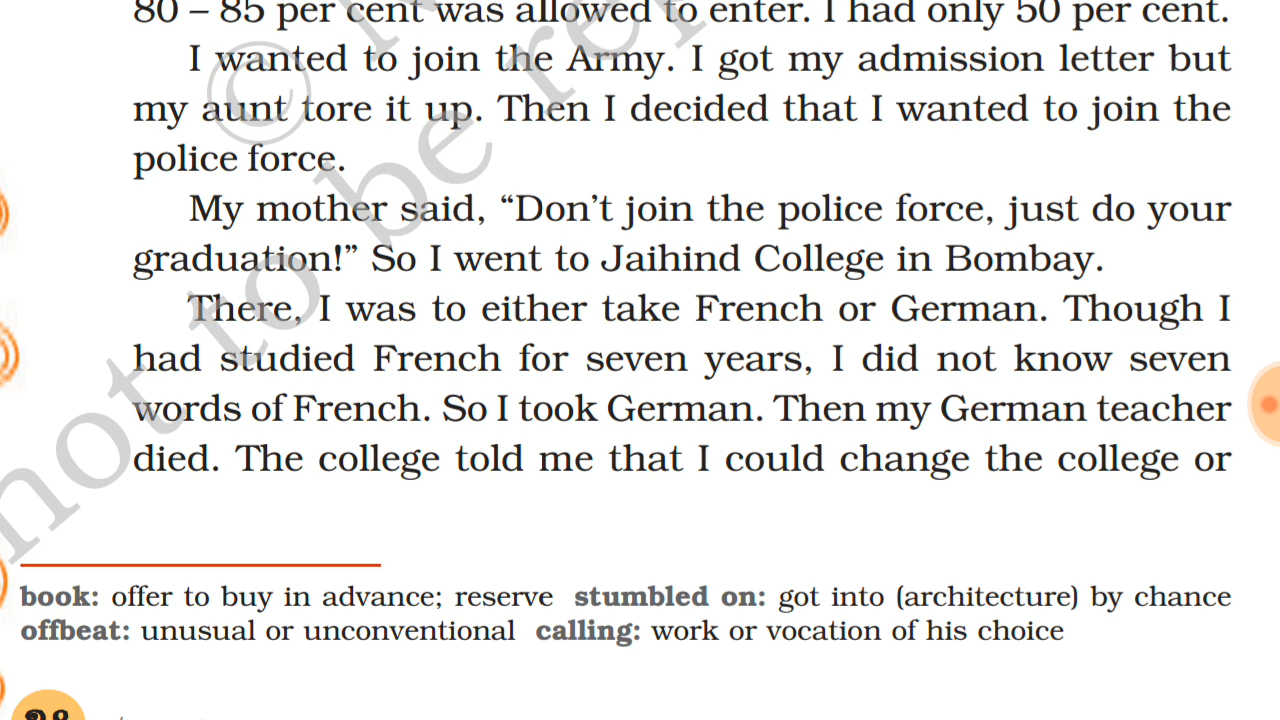 80 – 85 per cent was allowed to enter. I had only 50 per cent.
I wanted to join the Army. I got my admission letter but
my aunt tore it up. Then I decided that I wanted to join the
police force.
My mother said, “Don’t join the police force, just do your
graduation!” So I went to Jaihind College in Bombay.
There, I was to either take French or German. Though I
had studied French for seven years, I did not know seven
words of French. So I took German. Then my German teacher
died. The college told me that I could change the college or
not to be re
book: offer to buy in advance; reserve stumbled on: got into (architecture) by chance
offbeat: unusual or unconventional calling: work or vocation of his choice